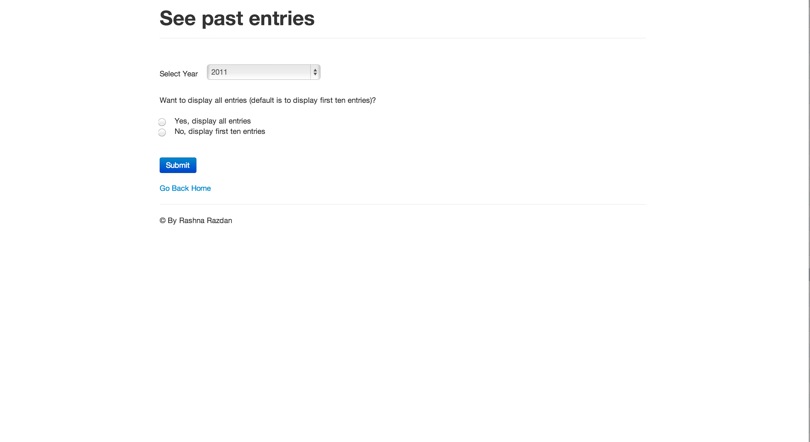 See past entries
Select Year 2011
Want to display all entries (default is to display first ten entries)?
Yes, display all entries
No, display first ten entries
Submit
Go Back Home
© By Rashna Razdan